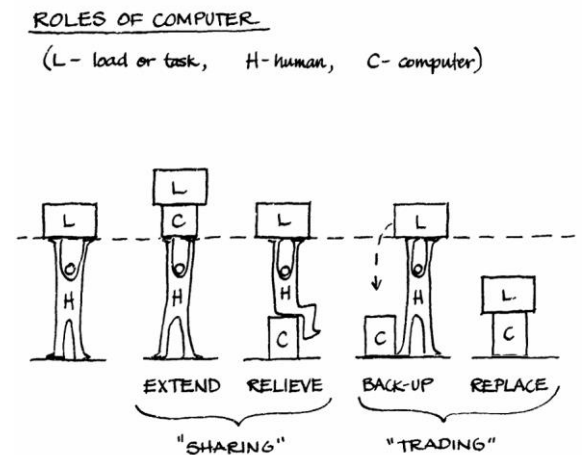 ROLES OF COMPUTER
(L - load or task, H - human, C - computer)
L
L
C
L
L
L
H
H
H
H
C
C
C
EXTEND RELIEVE BACK-UP REPLACE
"SHARING" "TRADING"